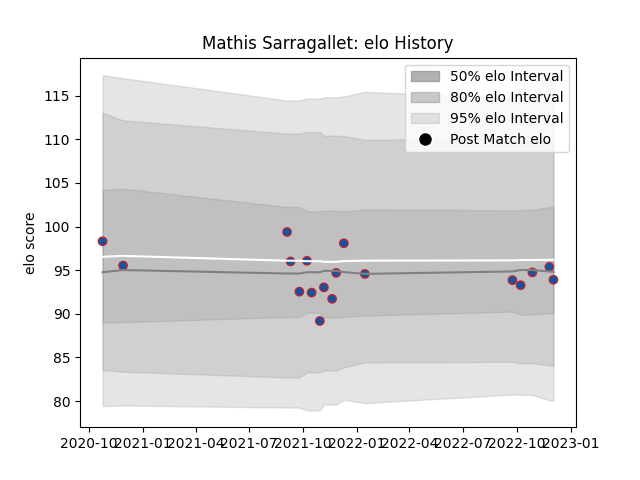 Mathis Sarragallet: elo History
50% elo Interval
80% elo Interval
95% elo Interval
Post Match elo
elo score
115
110
105
100
95
90
85
80
2020-10 2021-01 2021-04 2021-07 2021-10 2022-01 2022-04 2022-07 2022-10 2023-01